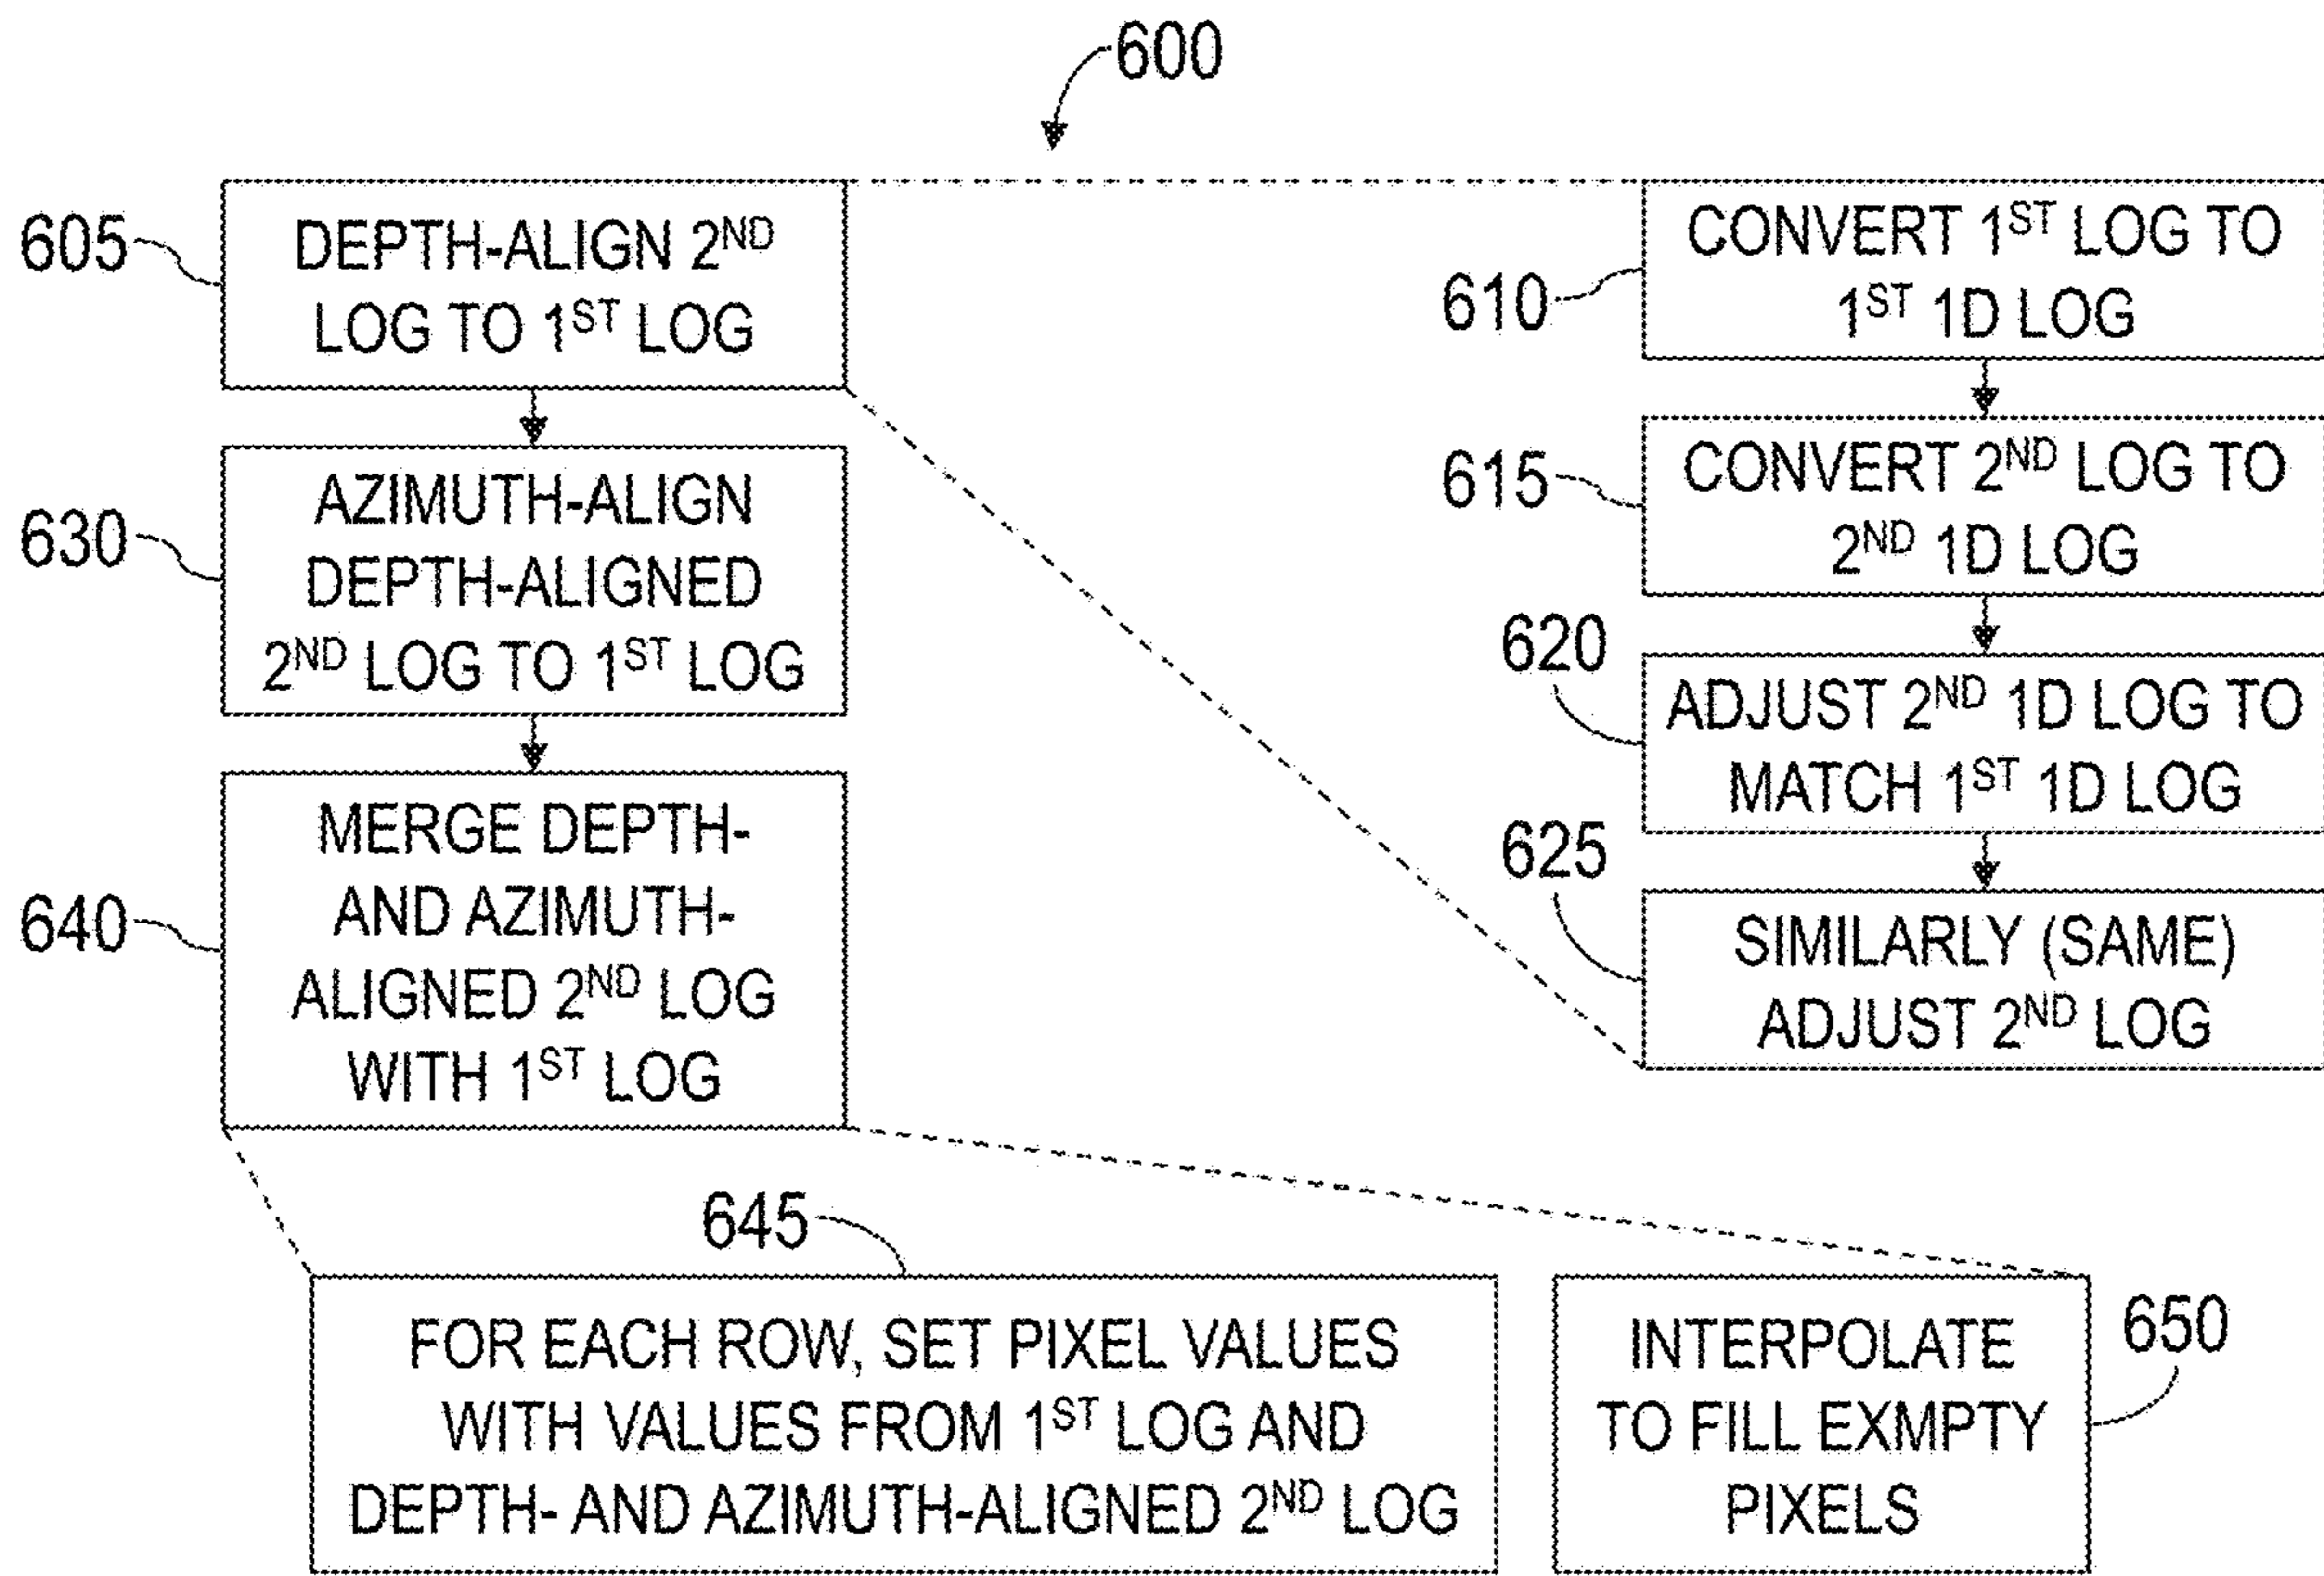 600
605
DEPTH-ALIGN 2ND
LOG TO 1ST LOG
630
AZIMUTH-ALIGN
DEPTH-ALIGNED
2ND LOG TO 1ST LOG
640
MERGE DEPTH-
AND AZIMUTH-
ALIGNED 2ND LOG
WITH 1ST LOG
610
CONVERT 1ST LOG TO
1ST 1D LOG
615
CONVERT 2ND LOG TO
2ND 1D LOG
620
ADJUST 2ND 1D LOG TO
MATCH 1ST 1D LOG
625
SIMILARLY (SAME)
ADJUST 2ND LOG
645
FOR EACH ROW, SET PIXEL VALUES
WITH VALUES FROM 1ST LOG AND
DEPTH- AND AZIMUTH-ALIGNED 2ND LOG
650
INTERPOLATE
TO FILL EXMPTY
PIXELS